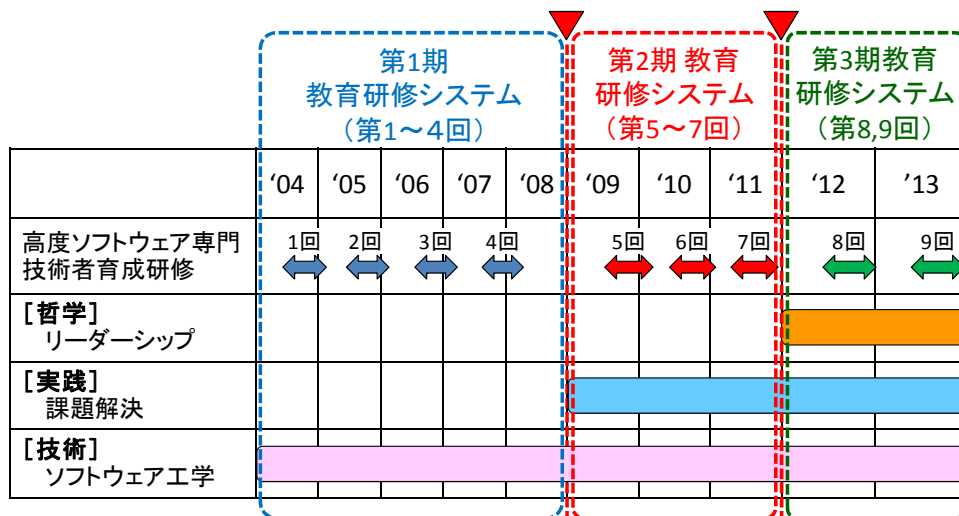 第1期
教育研修システム
（第1～４回）
第2期 教育
研修システム
（第5～7回）
第3期教育
研修システム
（第8,9回）
‘04 ‘05 ‘06 ‘07 ‘08 ‘09 ‘10 ‘11 ‘12 ’13
高度ソフトウェア専門
技術者育成研修
1回 2回 3回 4回 5回 6回 7回 8回 9回
［哲学］
リーダーシップ
［実践］
課題解決
［技術］
ソフトウェア工学